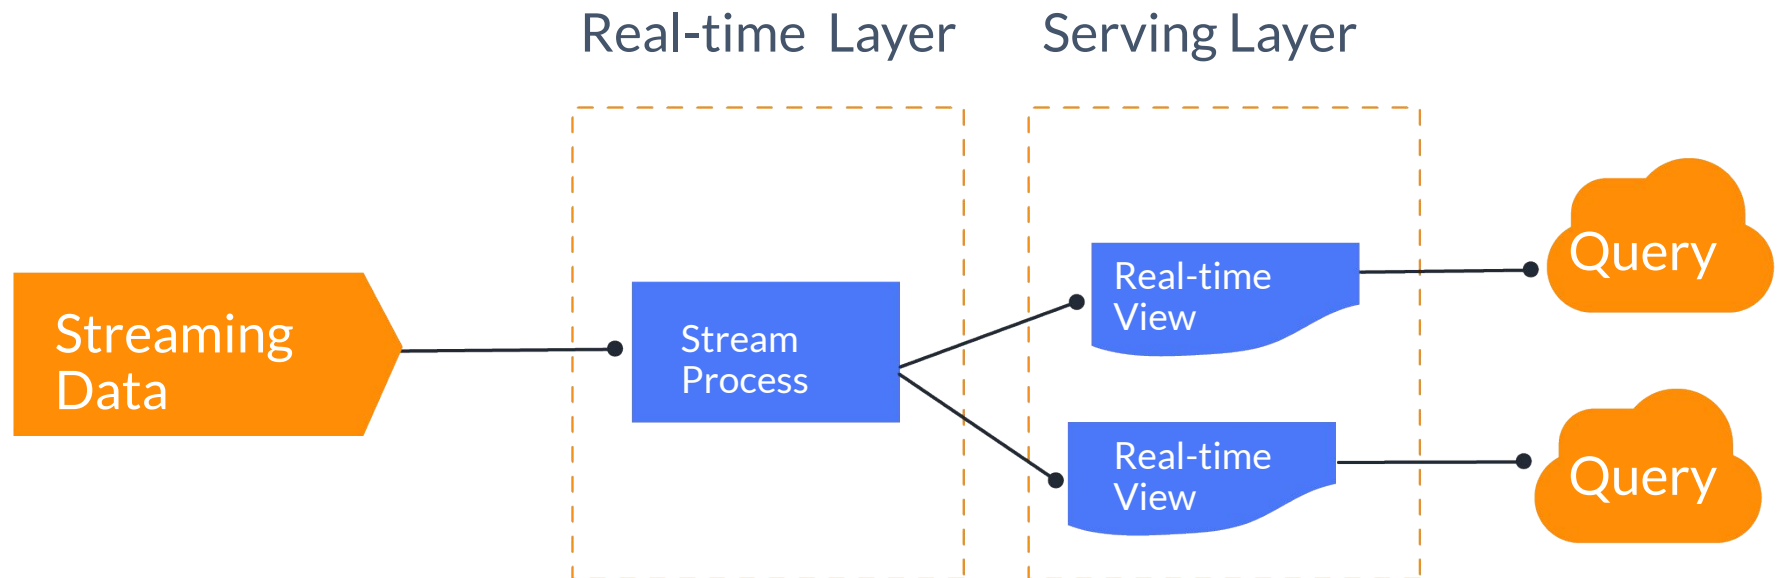 Real-time Layer
Serving Layer
Streaming
Data
Stream
Process
Real-time
View
Real-time
View
Query
Query